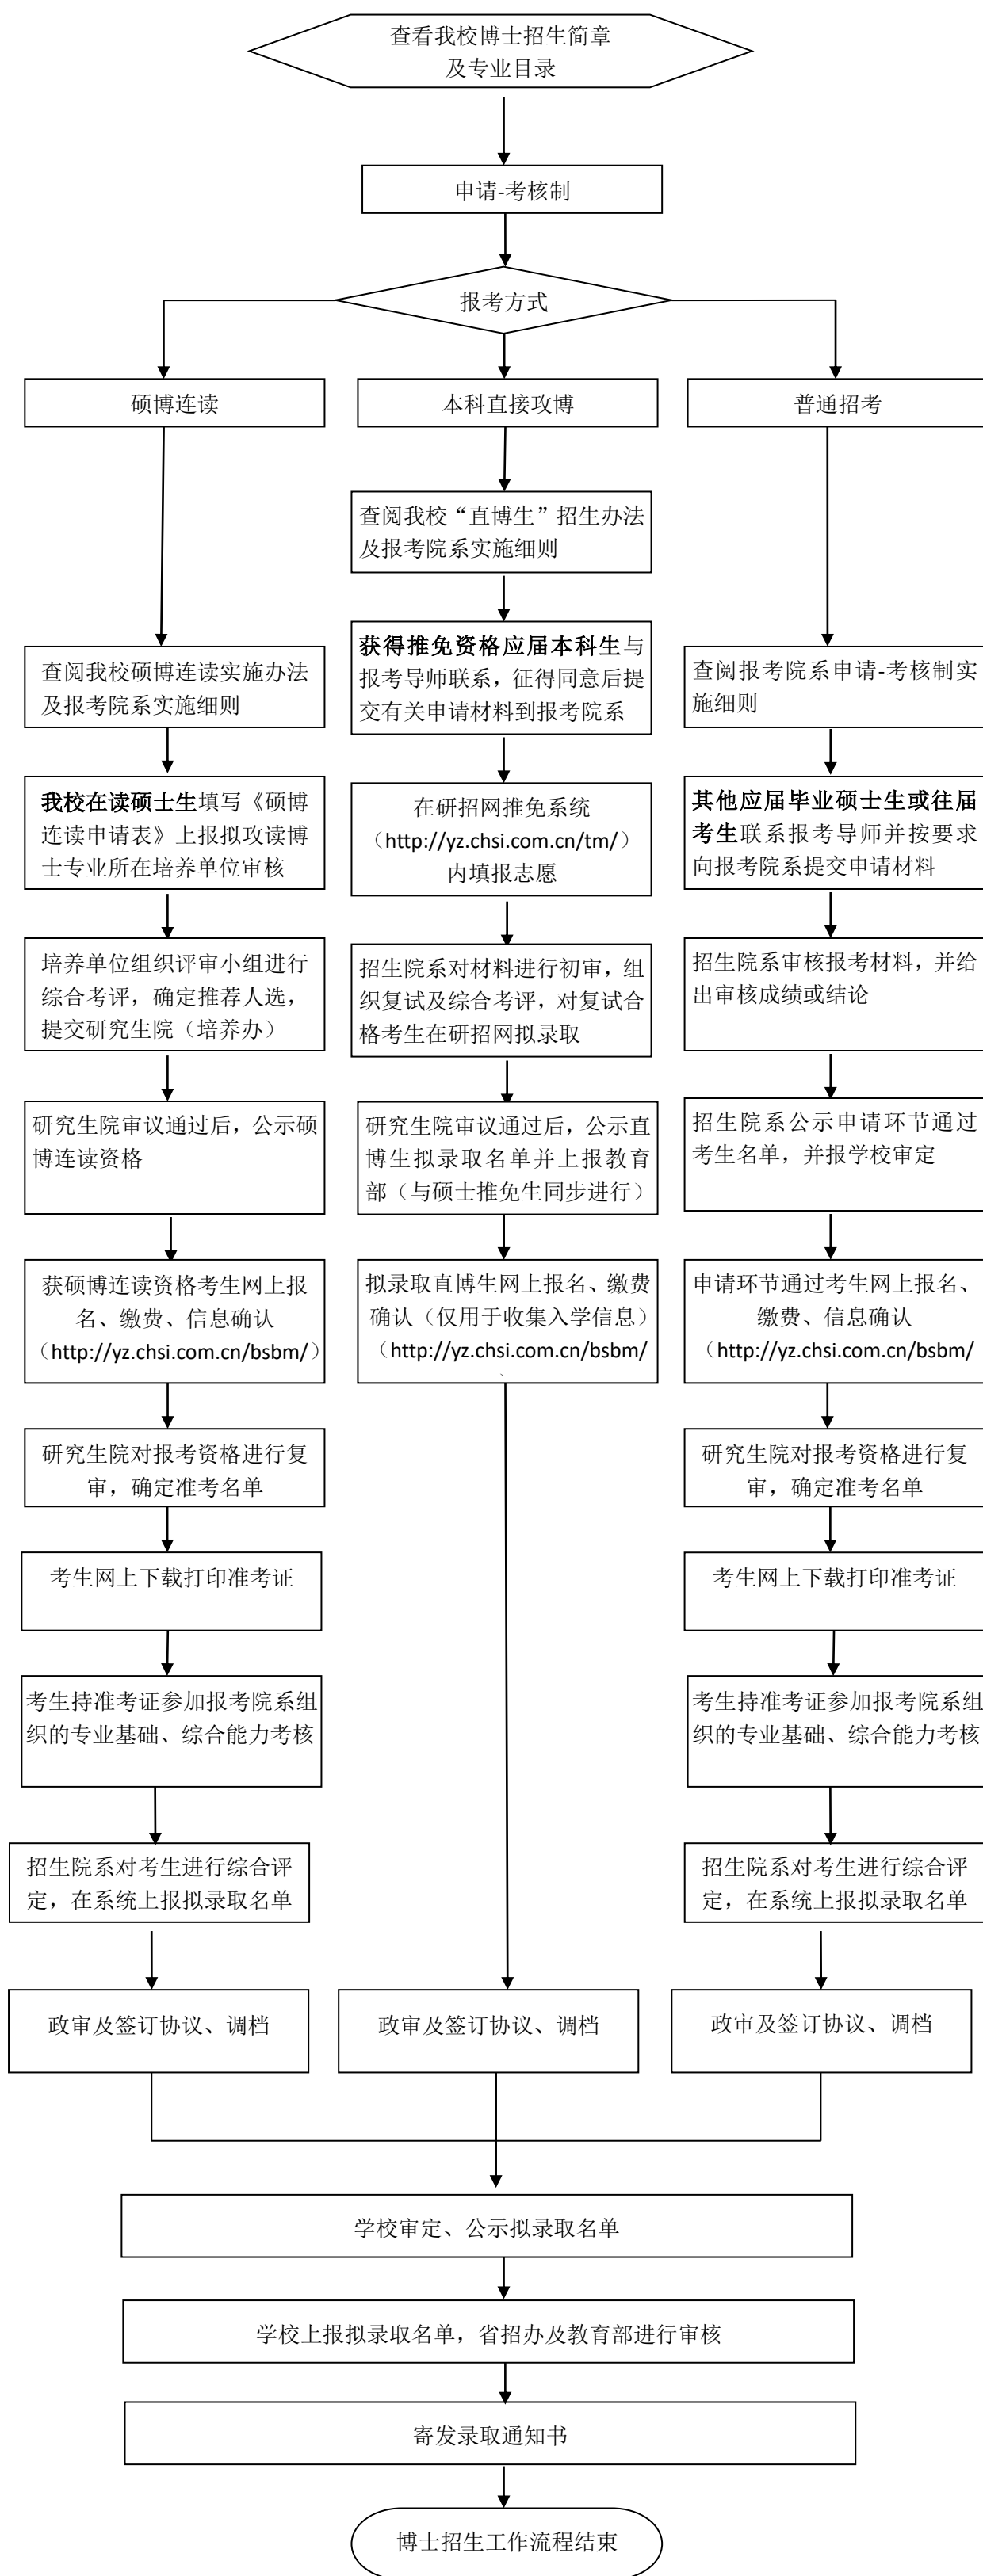 查看我校博士招生简章
及专业目录
申请-考核制
报考方式
硕博连读
本科直接攻博
普通招考
查阅我校“直博生”招生办法
及报考院系实施细则
查阅我校硕博连读实施办法
及报考院系实施细则
获得推免资格应届本科生与
报考导师联系，征得同意后提
交有关申请材料到报考院系
查阅报考院系申请-考核制实
施细则
我校在读硕士生填写《硕博
连读申请表》上报拟攻读博
士专业所在培养单位审核
在研招网推免系统
（http://yz.chsi.com.cn/tm/）
内填报志愿
其他应届毕业硕士生或往届
考生联系报考导师并按要求
向报考院系提交申请材料
培养单位组织评审小组进行
综合考评，确定推荐人选，
提交研究生院（培养办）
招生院系对材料进行初审，组
织复试及综合考评，对复试合
格考生在研招网拟录取
招生院系审核报考材料，并给
出审核成绩或结论
研究生院审议通过后，公示硕
博连读资格
研究生院审议通过后，公示直
博生拟录取名单并上报教育
部（与硕士推免生同步进行）
招生院系公示申请环节通过
考生名单，并报学校审定
获硕博连读资格考生网上报
名、缴费、信息确认
（http://yz.chsi.com.cn/bsbm/）
拟录取直博生网上报名、缴费
确认（仅用于收集入学信息）
（http://yz.chsi.com.cn/bsbm/
申请环节通过考生网上报名、
缴费、信息确认
（http://yz.chsi.com.cn/bsbm/
研究生院对报考资格进行复
审，确定准考名单
研究生院对报考资格进行复
审，确定准考名单
考生网上下载打印准考证
考生网上下载打印准考证
考生持准考证参加报考院系组
织的专业基础、综合能力考核
考生持准考证参加报考院系组
织的专业基础、综合能力考核
招生院系对考生进行综合评
定，在系统上报拟录取名单
招生院系对考生进行综合评
定，在系统上报拟录取名单
政审及签订协议、调档
政审及签订协议、调档
政审及签订协议、调档
学校审定、公示拟录取名单
学校上报拟录取名单，省招办及教育部进行审核
寄发录取通知书
博士招生工作流程结束